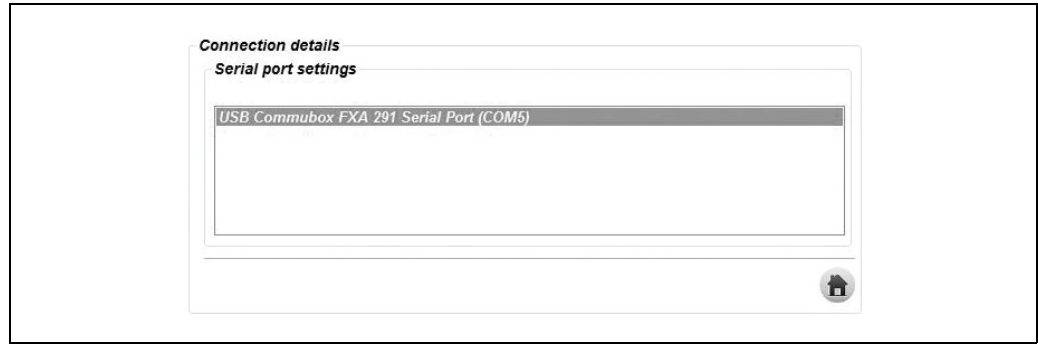 Connection details
Serial port settings
USB Commubox FXA 291 Serial Port (COM5)